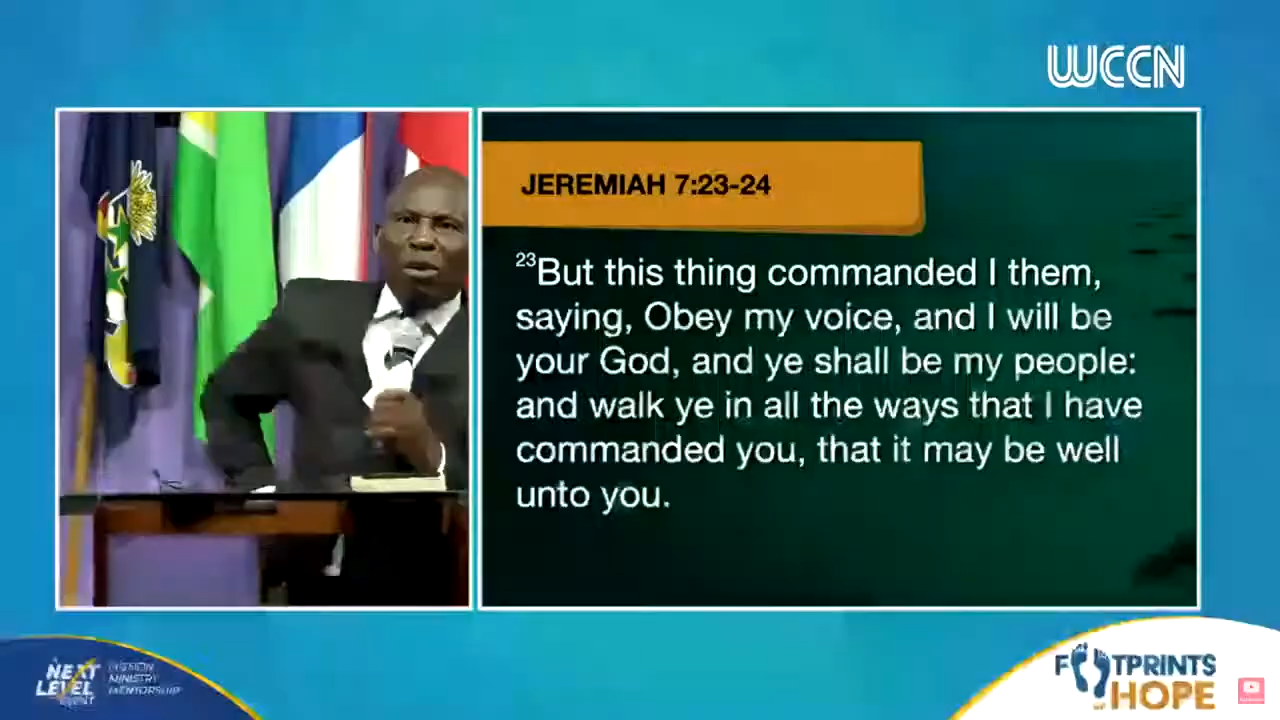 WCCN
JEREMIAH 7:23-24
23But this thing commanded I them,
saying, Obey my voice, and I will be
your God, and ye shall be my people:
and walk ye in all the ways that I have
commanded you, that it may be well
unto you.
NEXT
LEVEL
EVENT
MISSION
MINISTRY
MENTORSHIP
FOOTPRINTS
HOPE